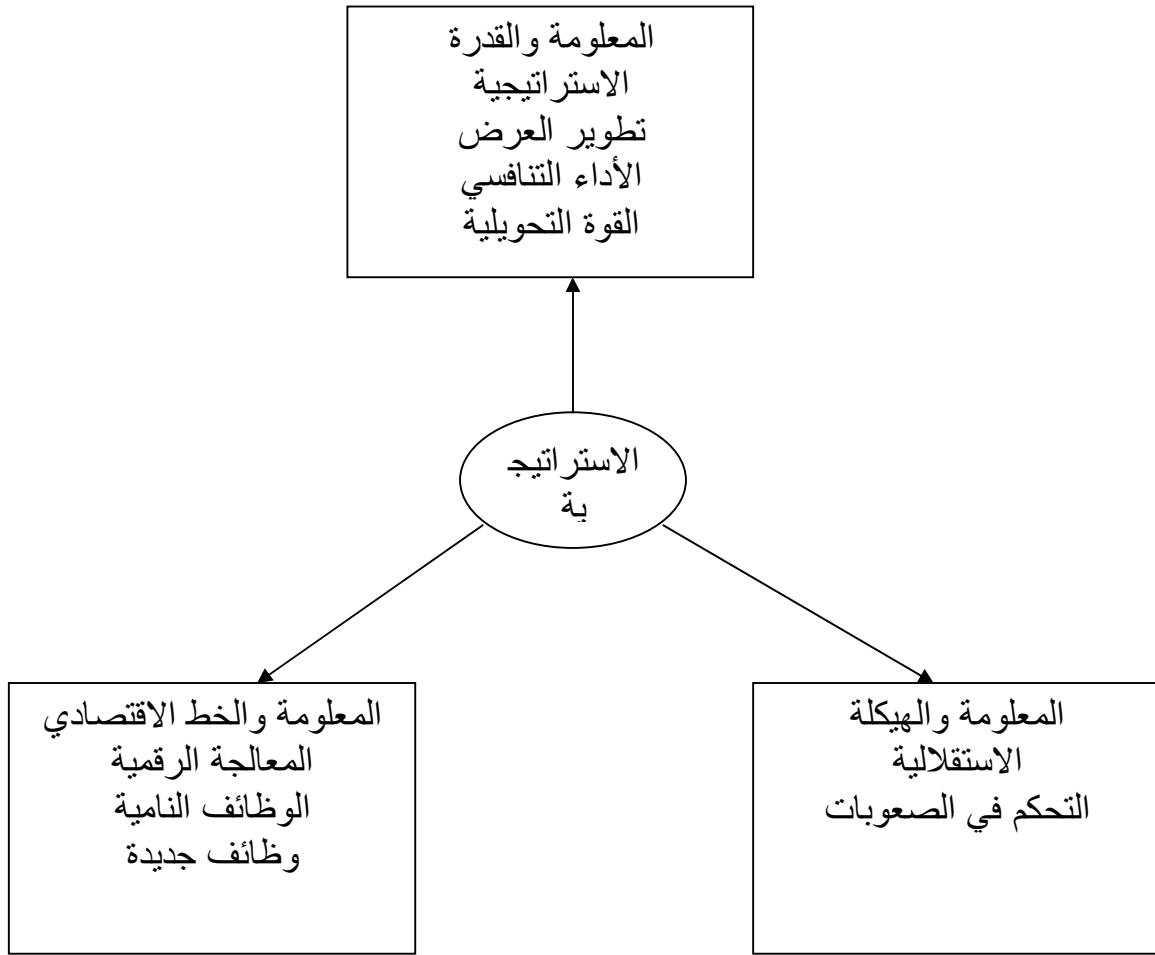 المعلومة والقدرة
الاستراتيجية
تطوير العرض
الأداء التنافسي
القوة التحويلية
الاستراتيجـ
ية
المعلومة والهيكلة
الاستقلالية
التحكم في الصعوبات
المعلومة والخط الاقتصادي
المعالجة الرقمية
الوظائف النامية
وظائف جديدة